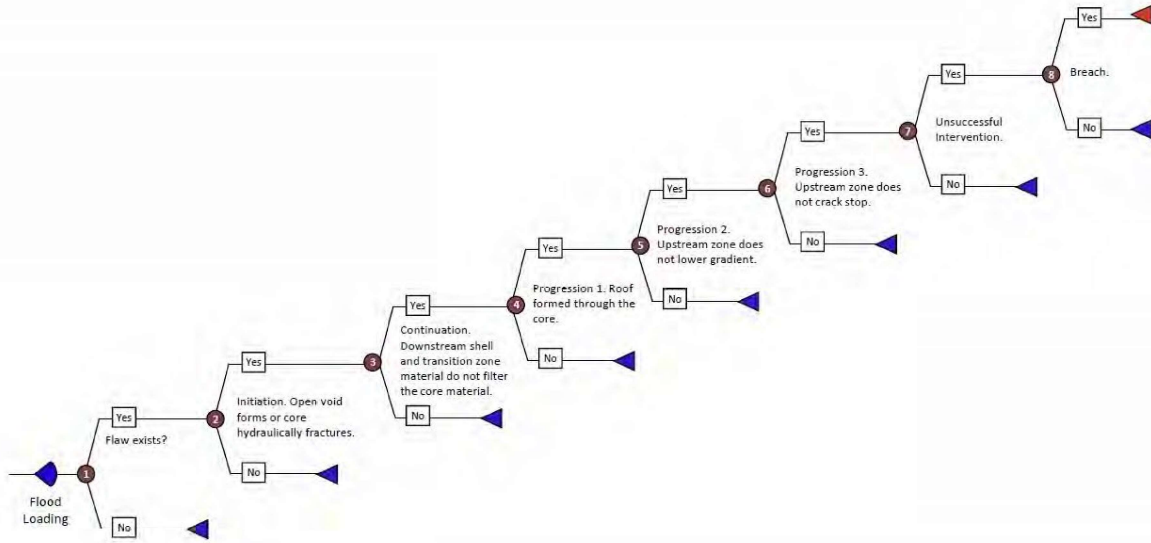 Yes
8
Breach.
No
Yes
7
Unsuccessful
Intervention.
No
Yes
6
Progression 3.
Upstream zone does
not crack stop.
No
Yes
5
Progression 2.
Upstream zone does
not lower gradient.
No
Yes
4
Progression 1. Roof
formed through the
core.
No
Yes
3
Continuation.
Downstream shell
and transition zone
material do not filter
the core material.
No
Yes
2
Initiation. Open void
forms or core
hydraulically fractures.
No
Yes
Flaw exists?
1
Flood
Loading
No